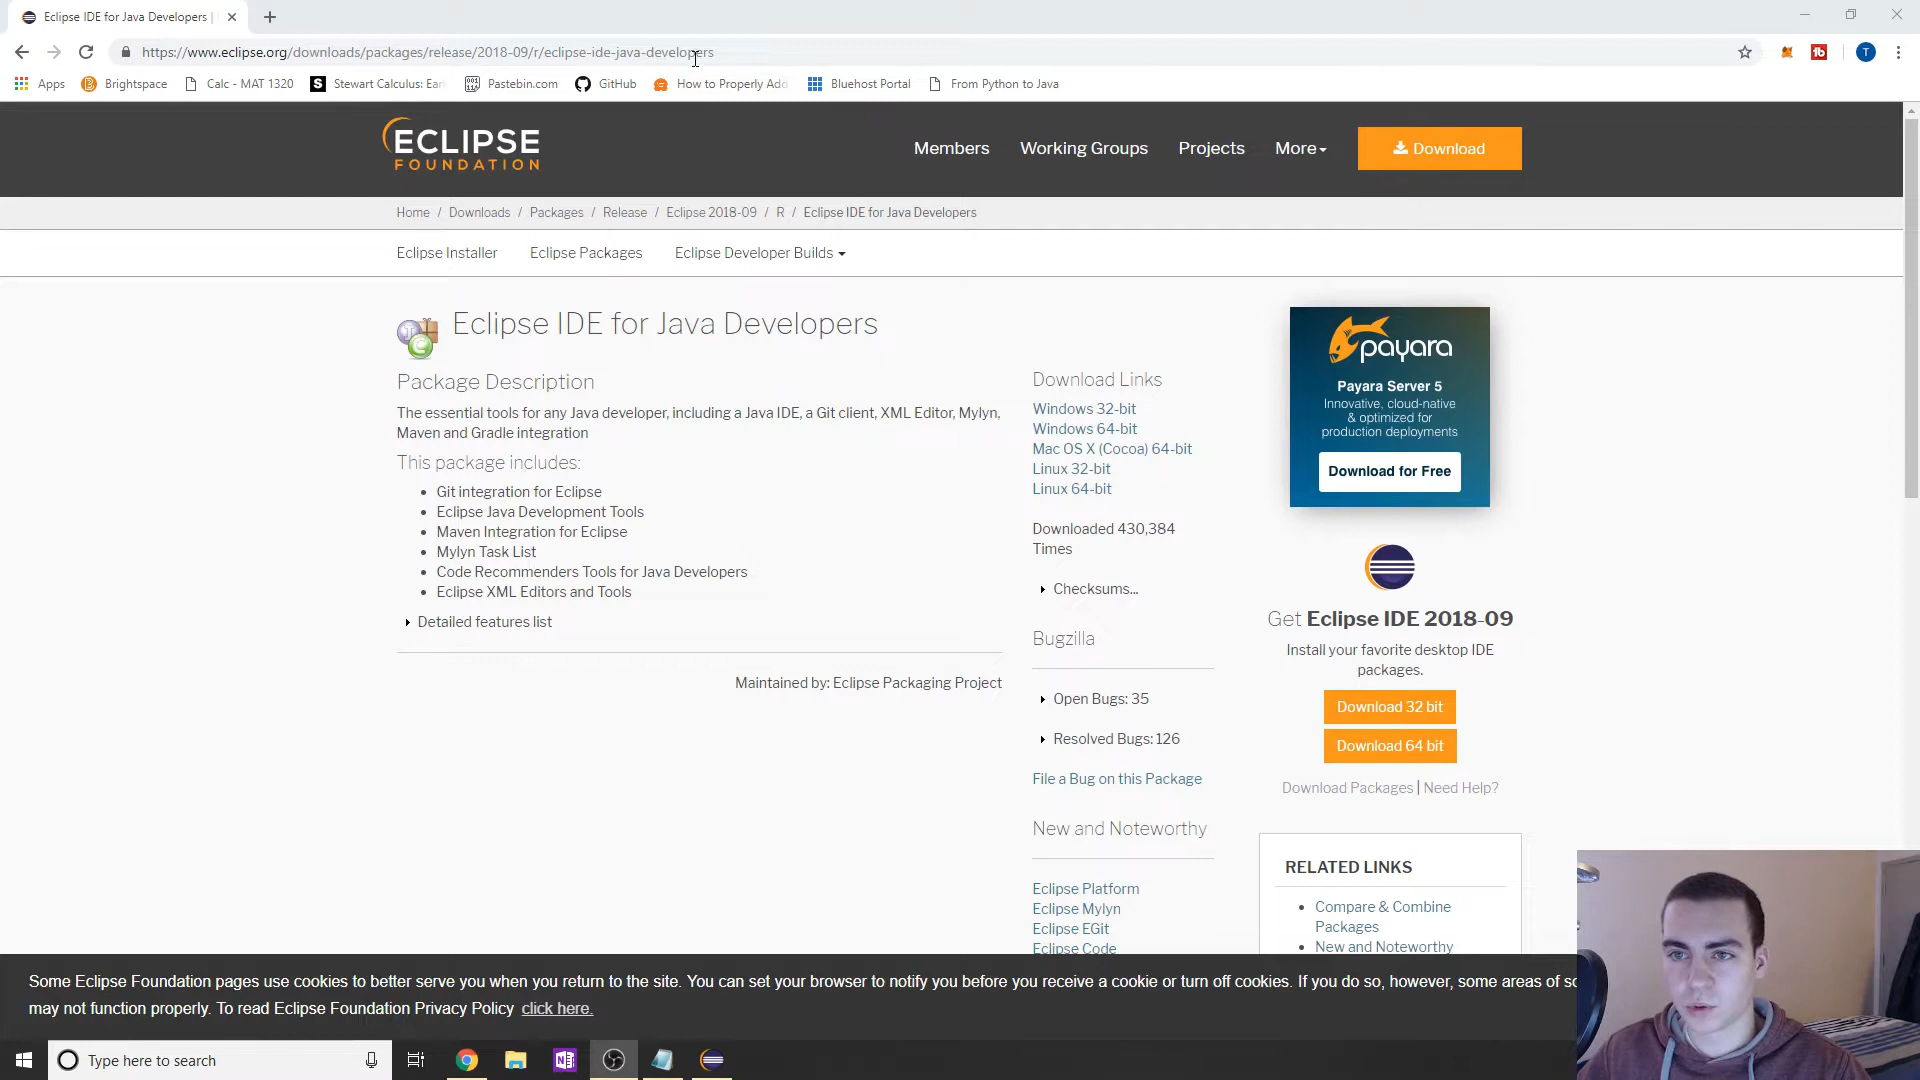 Eclipse IDE for Java Developers |
https://www.eclipse.org/downloads/packages/release/2018-09/r/eclipse-ide-java-developers
T
Apps Brightspace Calc - MAT 1320 Stewart Calculus: Ear Pastebin.com GitHub How to Properly Add Bluehost Portal From Python to Java
ECLIPSE
FOUNDATION
Members Working Groups Projects More Download
Home / Downloads / Packages / Release / Eclipse 2018-09 / R / Eclipse IDE for Java Developers
Eclipse Installer Eclipse Packages Eclipse Developer Builds
Eclipse IDE for Java Developers
Package Description
The essential tools for any Java developer, including a Java IDE, a Git client, XML Editor, Mylyn,
Maven and Gradle integration
This package includes:
Git integration for Eclipse
Eclipse Java Development Tools
Maven Integration for Eclipse
Mylyn Task List
Code Recommenders Tools for Java Developers
Eclipse XML Editors and Tools
Detailed features list
Maintained by: Eclipse Packaging Project
Download Links
Windows 32-bit
Windows 64-bit
Mac OS X (Cocoa) 64-bit
Linux 32-bit
Linux 64-bit
Downloaded 430,384
Times
Checksums...
Bugzilla
Open Bugs: 35
Resolved Bugs: 126
File a Bug on this Package
New and Noteworthy
Eclipse Platform
Eclipse Mylyn
Eclipse EGit
Eclipse Code
payara
Payara Server 5
Innovative, cloud-native
& optimized for
production deployments
Download for Free
Get Eclipse IDE 2018-09
Install your favorite desktop IDE
packages.
Download 32 bit
Download 64 bit
Download Packages | Need Help?
RELATED LINKS
Compare & Combine
Packages
New and Noteworthy
Some Eclipse Foundation pages use cookies to better serve you when you return to the site. You can set your browser to notify you before you receive a cookie or turn off cookies. If you do so, however, some areas of so
may not function properly. To read Eclipse Foundation Privacy Policy click here.
Type here to search